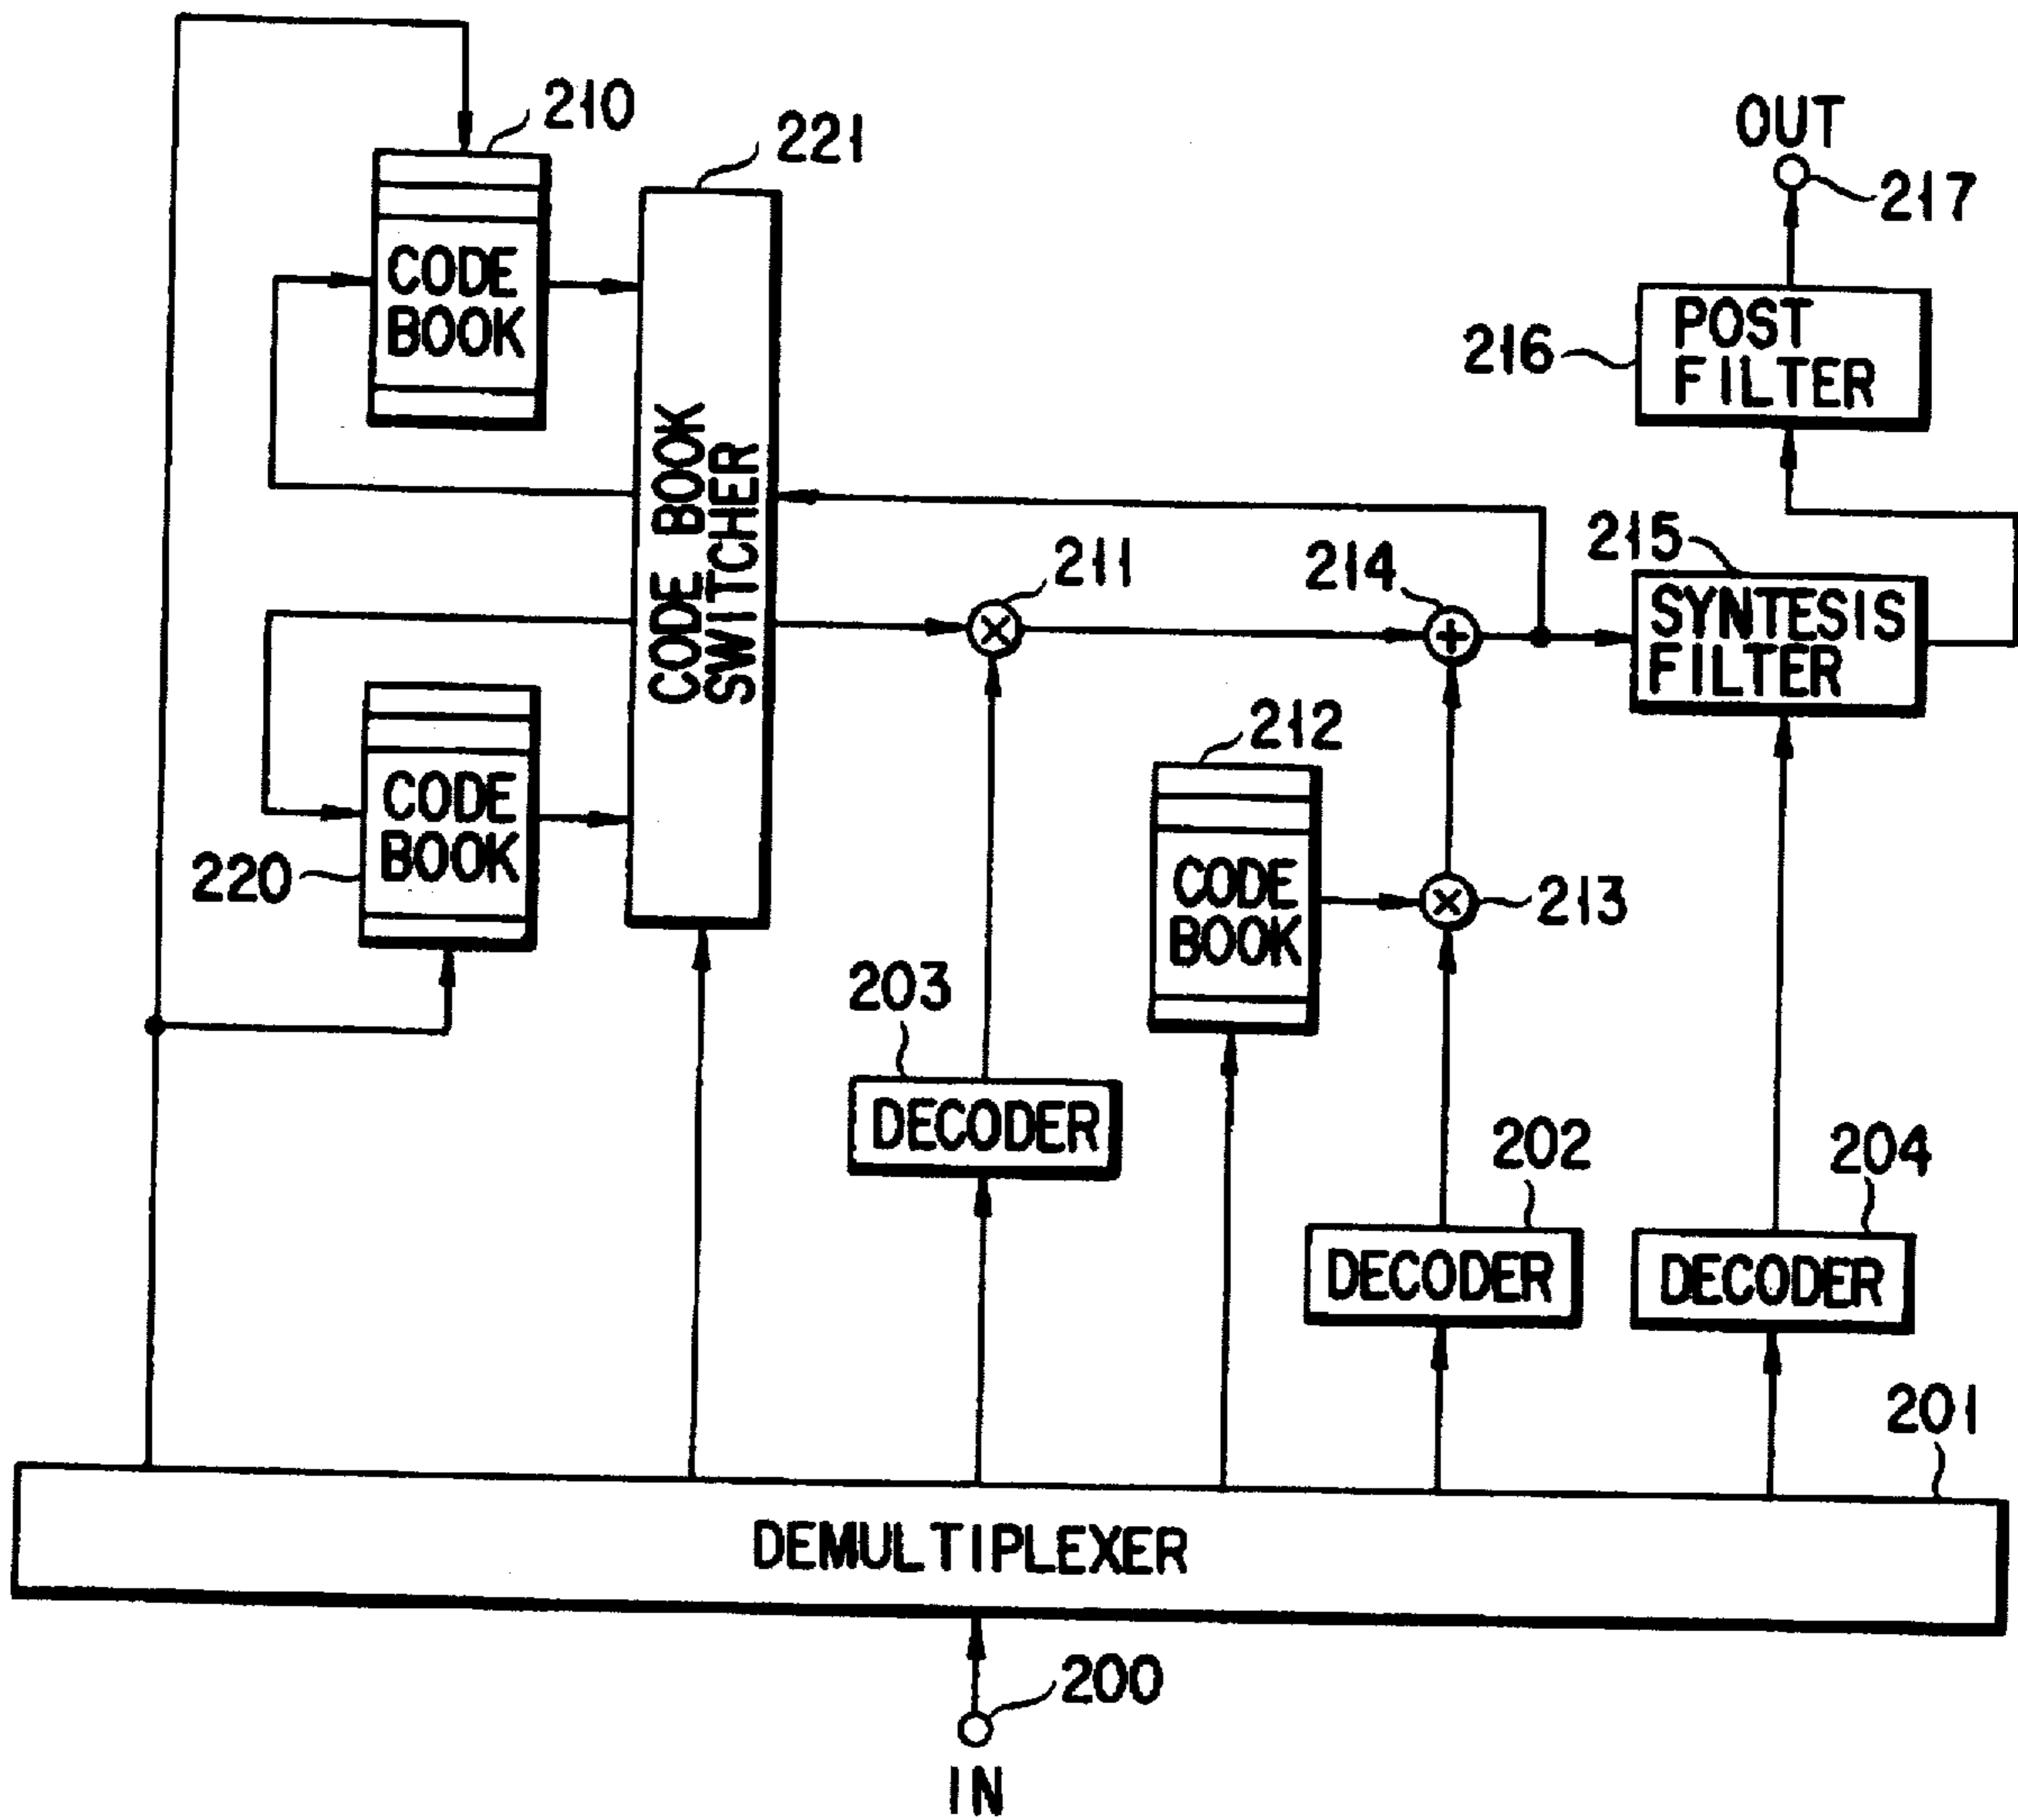 210
221
OUT
217
CODE
BOOK
POST
FILTER
216
CODE BOOK
SWITCHER
215
211
214
SYNTESIS
FILTER
212
CODE
BOOK
220
CODE
BOOK
213
203
DECODER
202
204
DECODER
DECODER
201
DEMULTIPLEXER
200
IN